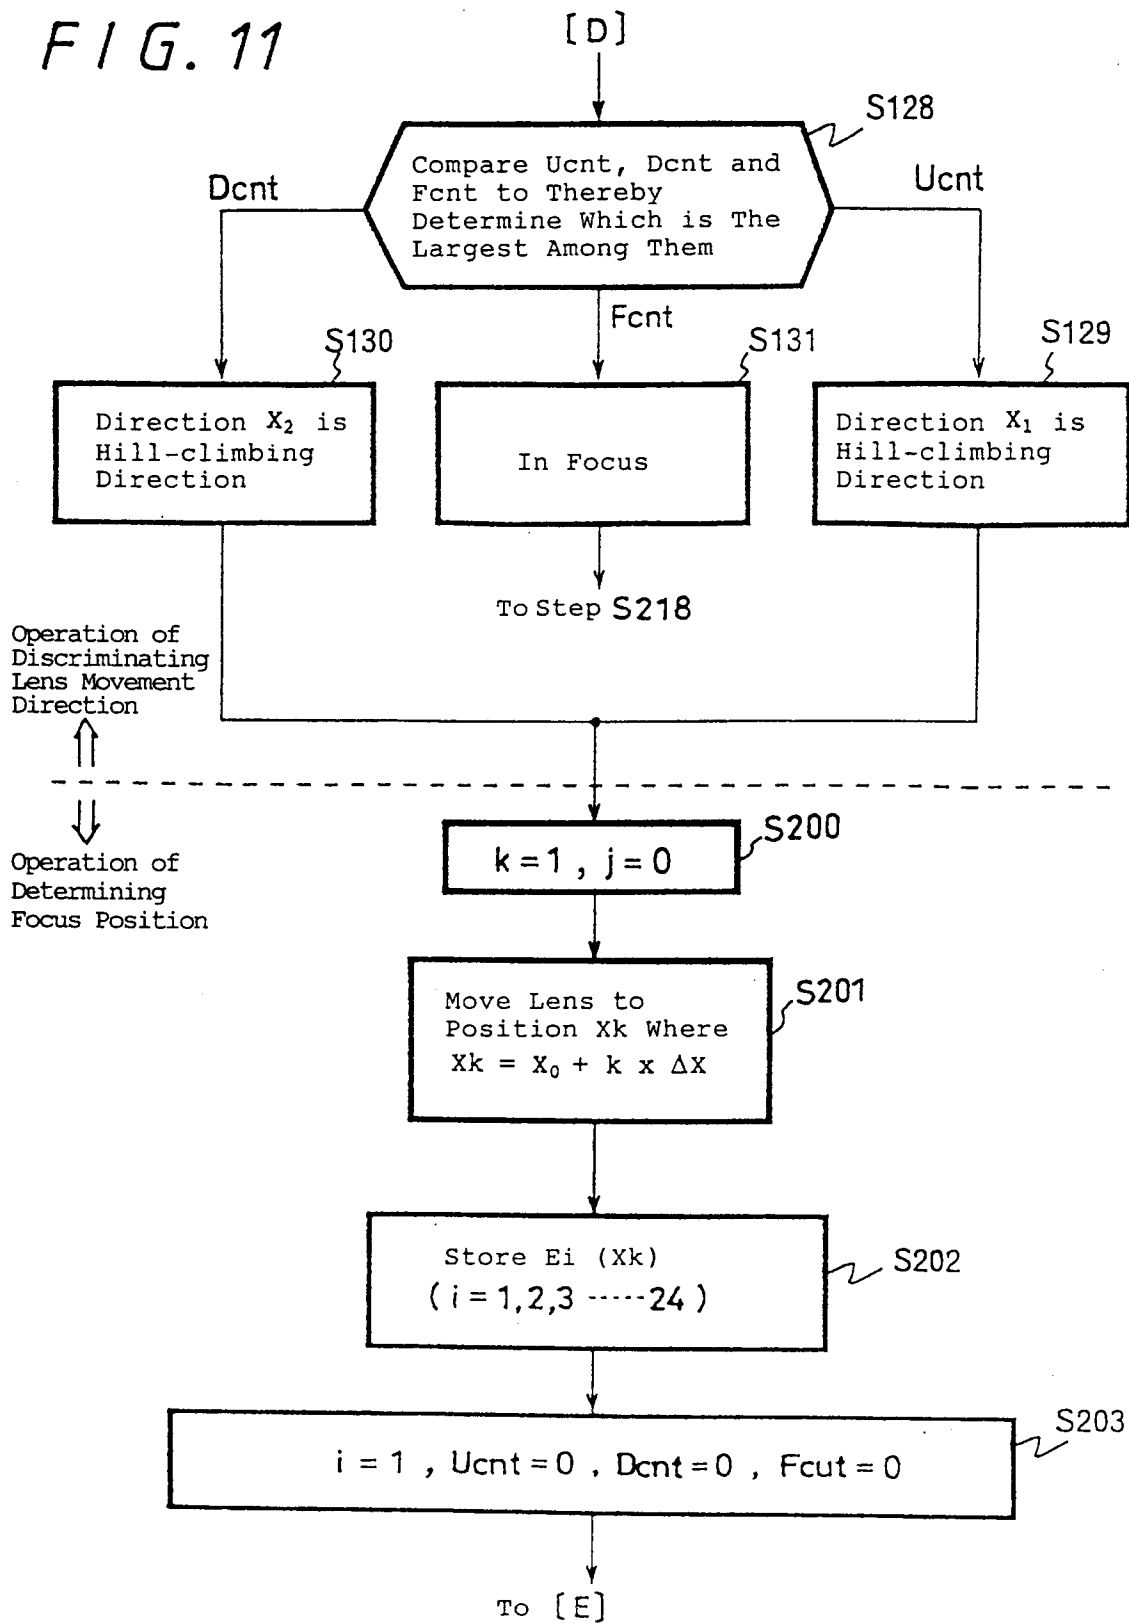 FIG. 11
[D]
S128
Compare Ucnt, Dcnt and
Fcnt to Thereby
Determine Which is The
Largest Among Them
Dcnt
Ucnt
Fcnt
S130
S131
S129
Direction X2 is
Hill-climbing
Direction
In Focus
Direction X1 is
Hill-climbing
Direction
To Step S218
Operation of
Discriminating
Lens Movement
Direction
Operation of
Determining
Focus Position
S200
k = 1 , j = 0
S201
Move Lens to
Position Xk Where
Xk = X0 + k x ΔX
S202
Store Ei (Xk)
( i = 1,2,3 ----- 24 )
S203
i = 1 , Ucnt = 0 , Dcnt = 0 , Fcut = 0
To [E]